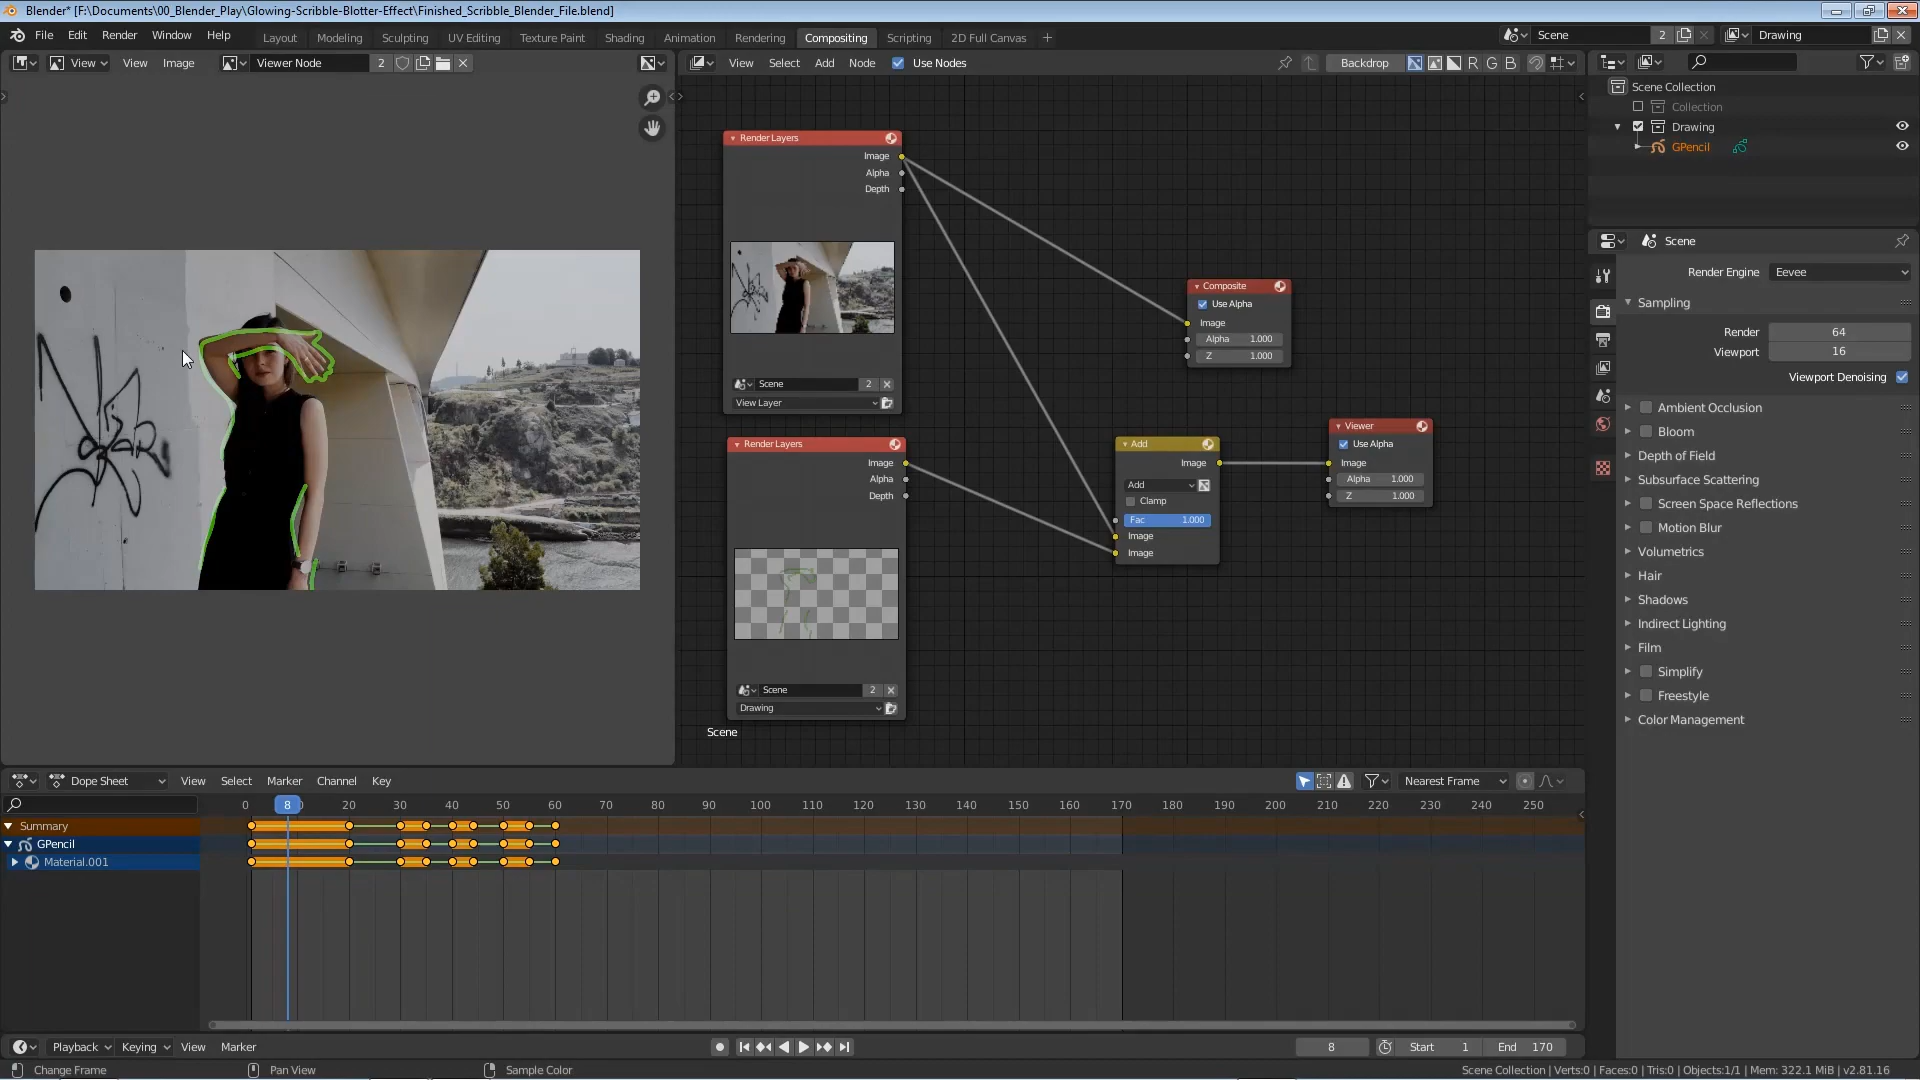 Blender* [F:\Documents\00_Blender_Play\Glowing-Scribble-Blotter-Effect\Finished_Scribble_Blender_File.blend]
File Edit Render Window Help Layout Modeling Sculpting UV Editing Texture Paint Shading Animation Rendering Compositing Scripting 2D Full Canvas + Scene 2 Drawing
View View Image Viewer Node 2
View Select Add Node Use Nodes Backdrop R G B
Scene Collection
Collection
Drawing
GPencil
Render Layers
Image
Alpha
Depth
Scene 2
View Layer
Render Layers
Image
Alpha
Depth
Scene 2
Drawing
Scene
Composite
Use Alpha
Image
Alpha 1.000
Z 1.000
Add
Image
Add
Clamp
Fac 1.000
Image
Image
Viewer
Use Alpha
Image
Alpha 1.000
Z 1.000
Scene
Render Engine Eevee
Sampling
Render 64
Viewport 16
Viewport Denoising
Ambient Occlusion
Bloom
Depth of Field
Subsurface Scattering
Screen Space Reflections
Motion Blur
Volumetrics
Hair
Shadows
Indirect Lighting
Film
Simplify
Freestyle
Color Management
Dope Sheet View Select Marker Channel Key Nearest Frame
0 8 20 30 40 50 60 70 80 90 100 110 120 130 140 150 160 170 180 190 200 210 220 230 240 250
Summary
GPencil
Material.001
Playback Keying View Marker 8 Start 1 End 170
Change Frame Pan View Sample Color Scene Collection | Verts:0 | Faces:0 | Tris:0 | Objects:1/1 | Mem: 322.1 MiB | v2.81.16